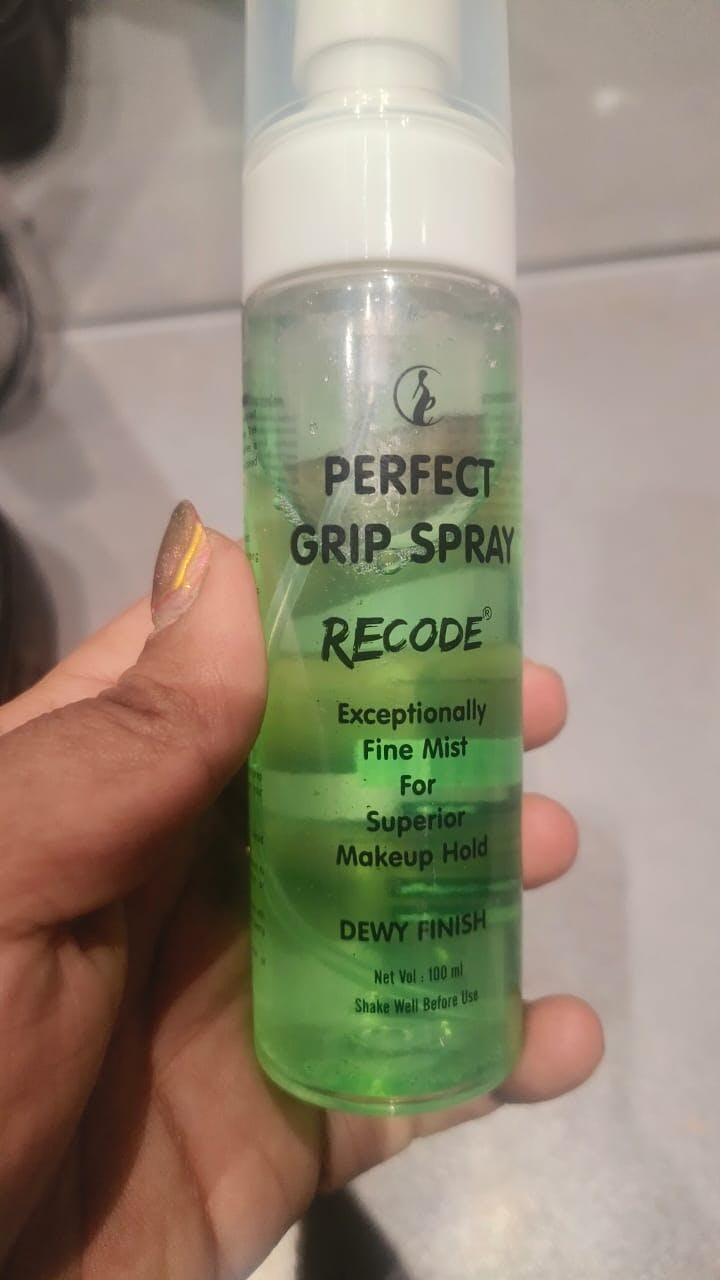 PERFECT
GRIP SPRAY
RECODE®
Exceptionally
Fine Mist
For
Superior
Makeup Hold
DEWY FINISH
Net Vol : 100 ml
Shake Well Before Use